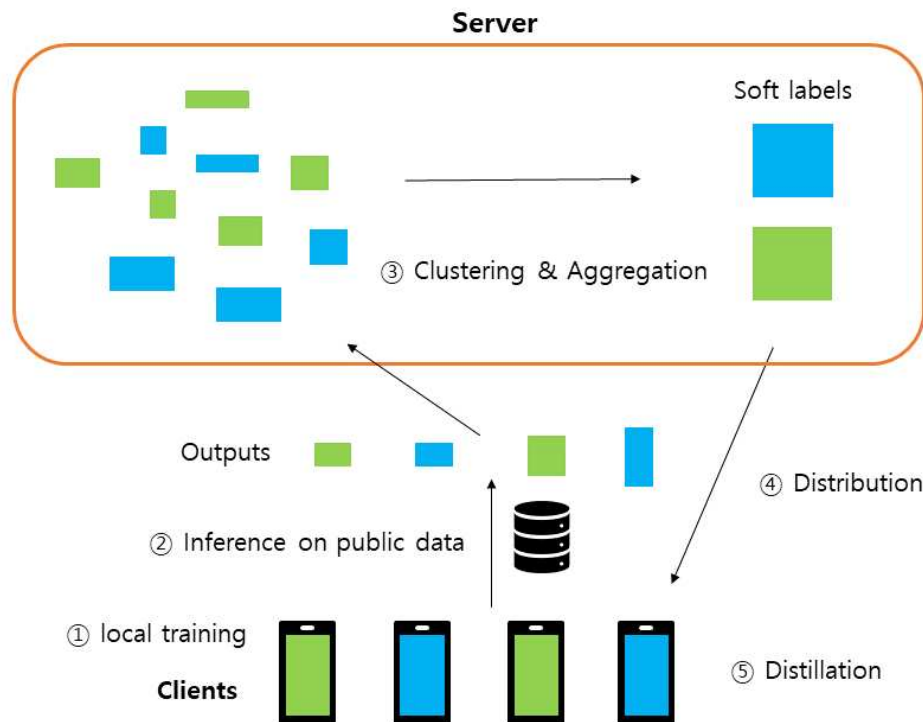 Server
Soft labels
③ Clustering & Aggregation
Outputs
④ Distribution
② Inference on public data
① local training
⑤ Distillation
Clients